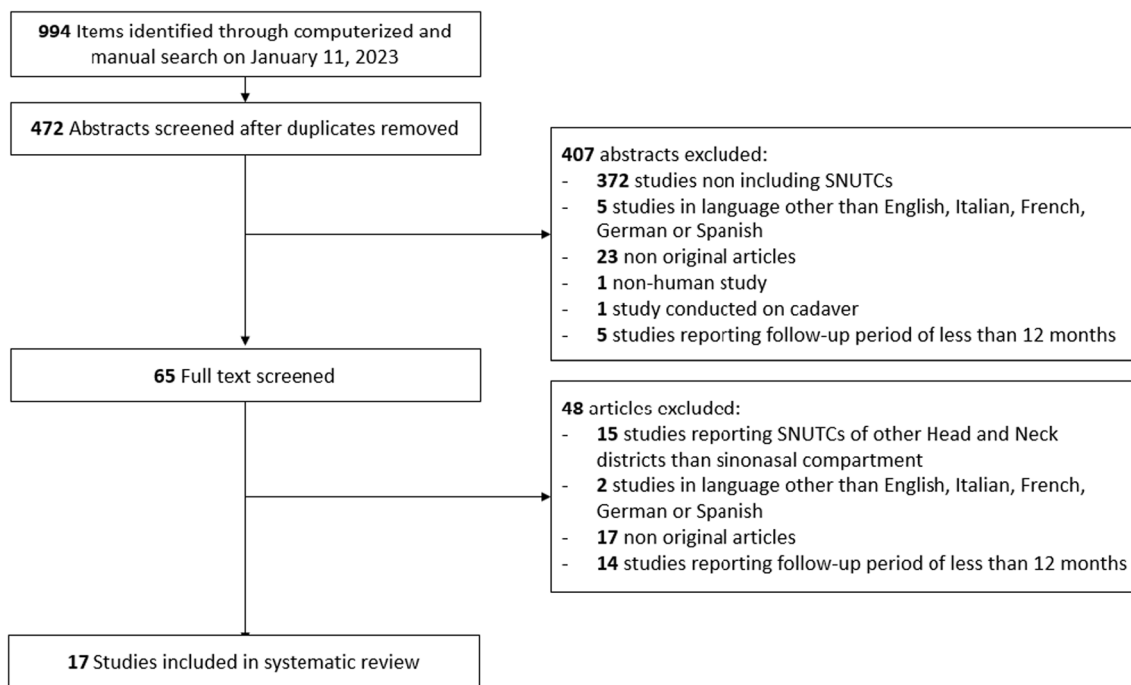 994 Items identified through computerized and
manual search on January 11, 2023
472 Abstracts screened after duplicates removed
407 abstracts excluded:
- 372 studies non including SNUTCs
- 5 studies in language other than English, Italian, French,
German or Spanish
- 23 non original articles
- 1 non-human study
- 1 study conducted on cadaver
- 5 studies reporting follow-up period of less than 12 months
65 Full text screened
48 articles excluded:
- 15 studies reporting SNUTCs of other Head and Neck
districts than sinonasal compartment
- 2 studies in language other than English, Italian, French,
German or Spanish
- 17 non original articles
- 14 studies reporting follow-up period of less than 12 months
17 Studies included in systematic review